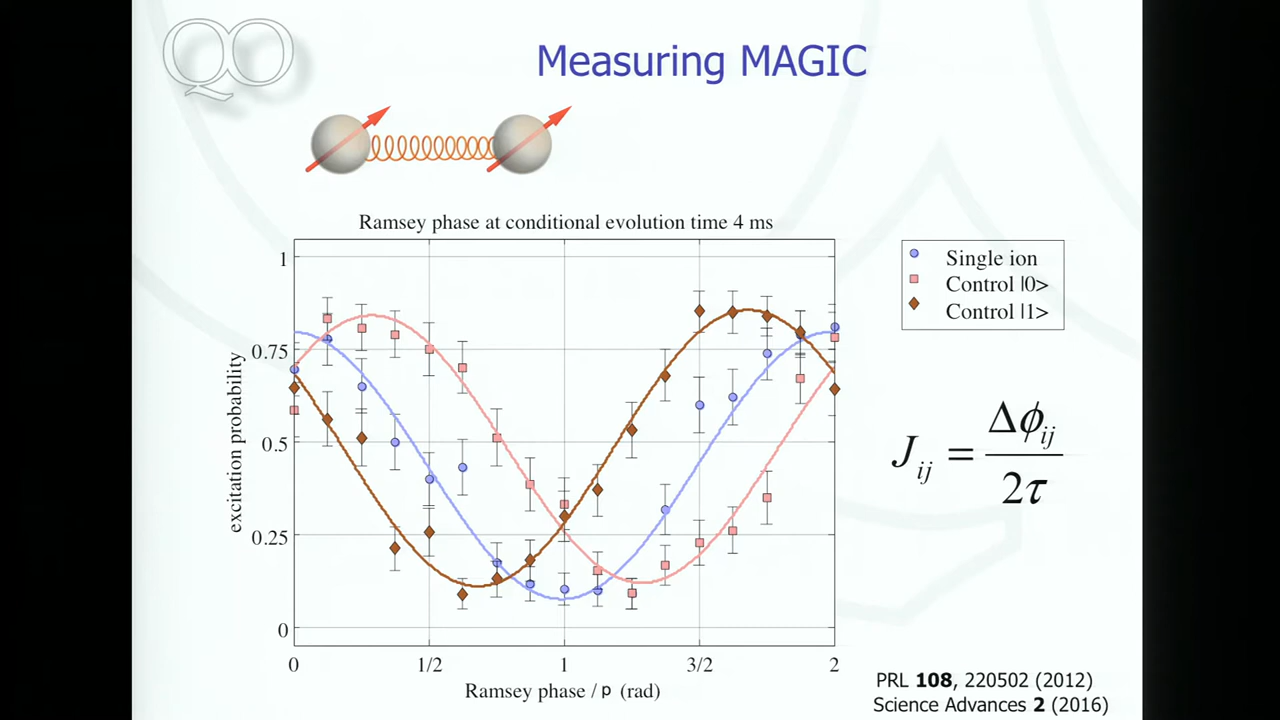 QO
Measuring MAGIC
Ramsey phase at conditional evolution time 4 ms
1
0.75
0.5
0.25
0
excitation probability
0
1/2
1
3/2
2
Ramsey phase / p (rad)
Single ion
Control |0>
Control |1>
J_ij = Δϕ_ij / 2τ
PRL 108, 220502 (2012)
Science Advances 2 (2016)